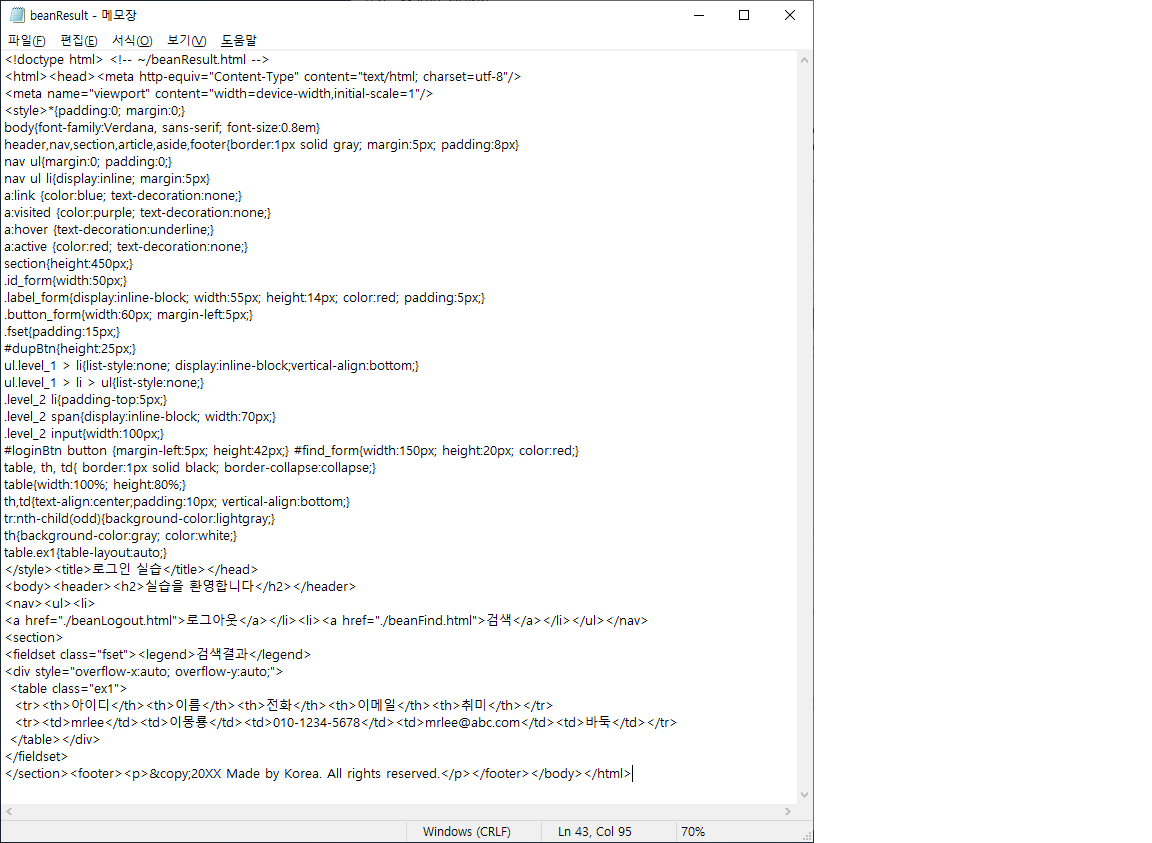 beanResult - 메모장
파일(F) 편집(E) 서식(O) 보기(V) 도움말
<!doctype html> <!-- ~/beanResult.html -->
<html><head><meta http-equiv="Content-Type" content="text/html; charset=utf-8"/>
<meta name="viewport" content="width=device-width,initial-scale=1"/>
<style>*{padding:0; margin:0;}
body{font-family:Verdana, sans-serif; font-size:0.8em}
header,nav,section,article,aside,footer{border:1px solid gray; margin:5px; padding:8px}
nav ul{margin:0; padding:0;}
nav ul li{display:inline; margin:5px}
a:link {color:blue; text-decoration:none;}
a:visited {color:purple; text-decoration:none;}
a:hover {text-decoration:underline;}
a:active {color:red; text-decoration:none;}
section{height:450px;}
.id_form{width:50px;}
.label_form{display:inline-block; width:55px; height:14px; color:red; padding:5px;}
.button_form{width:60px; margin-left:5px;}
.fset{padding:15px;}
#dupBtn{height:25px;}
ul.level_1 > li{list-style:none; display:inline-block;vertical-align:bottom;}
ul.level_1 > li > ul{list-style:none;}
.level_2 li{padding-top:5px;}
.level_2 span{display:inline-block; width:70px;}
.level_2 input{width:100px;}
#loginBtn button {margin-left:5px; height:42px;} #find_form{width:150px; height:20px; color:red;}
table, th, td{ border:1px solid black; border-collapse:collapse;}
table{width:100%; height:80%;}
th,td{text-align:center;padding:10px; vertical-align:bottom;}
tr:nth-child(odd){background-color:lightgray;}
th{background-color:gray; color:white;}
table.ex1{table-layout:auto;}
</style><title>로그인 실습</title></head>
<body><header><h2>실습을 환영합니다</h2></header>
<nav><ul><li>
<a href="./beanLogout.html">로그아웃</a></li><li><a href="./beanFind.html">검색</a></li></ul></nav>
<section>
<fieldset class="fset"><legend>검색결과</legend>
<div style="overflow-x:auto; overflow-y:auto;">
<table class="ex1">
<tr><th>아이디</th><th>이름</th><th>전화</th><th>이메일</th><th>취미</th></tr>
<tr><td>mrlee</td><td>이몽룡</td><td>010-1234-5678</td><td>mrlee@abc.com</td><td>바둑</td></tr>
</table></div>
</fieldset>
</section><footer><p>&copy;20XX Made by Korea. All rights reserved.</p></footer></body></html>
Windows (CRLF) Ln 43, Col 95 70%